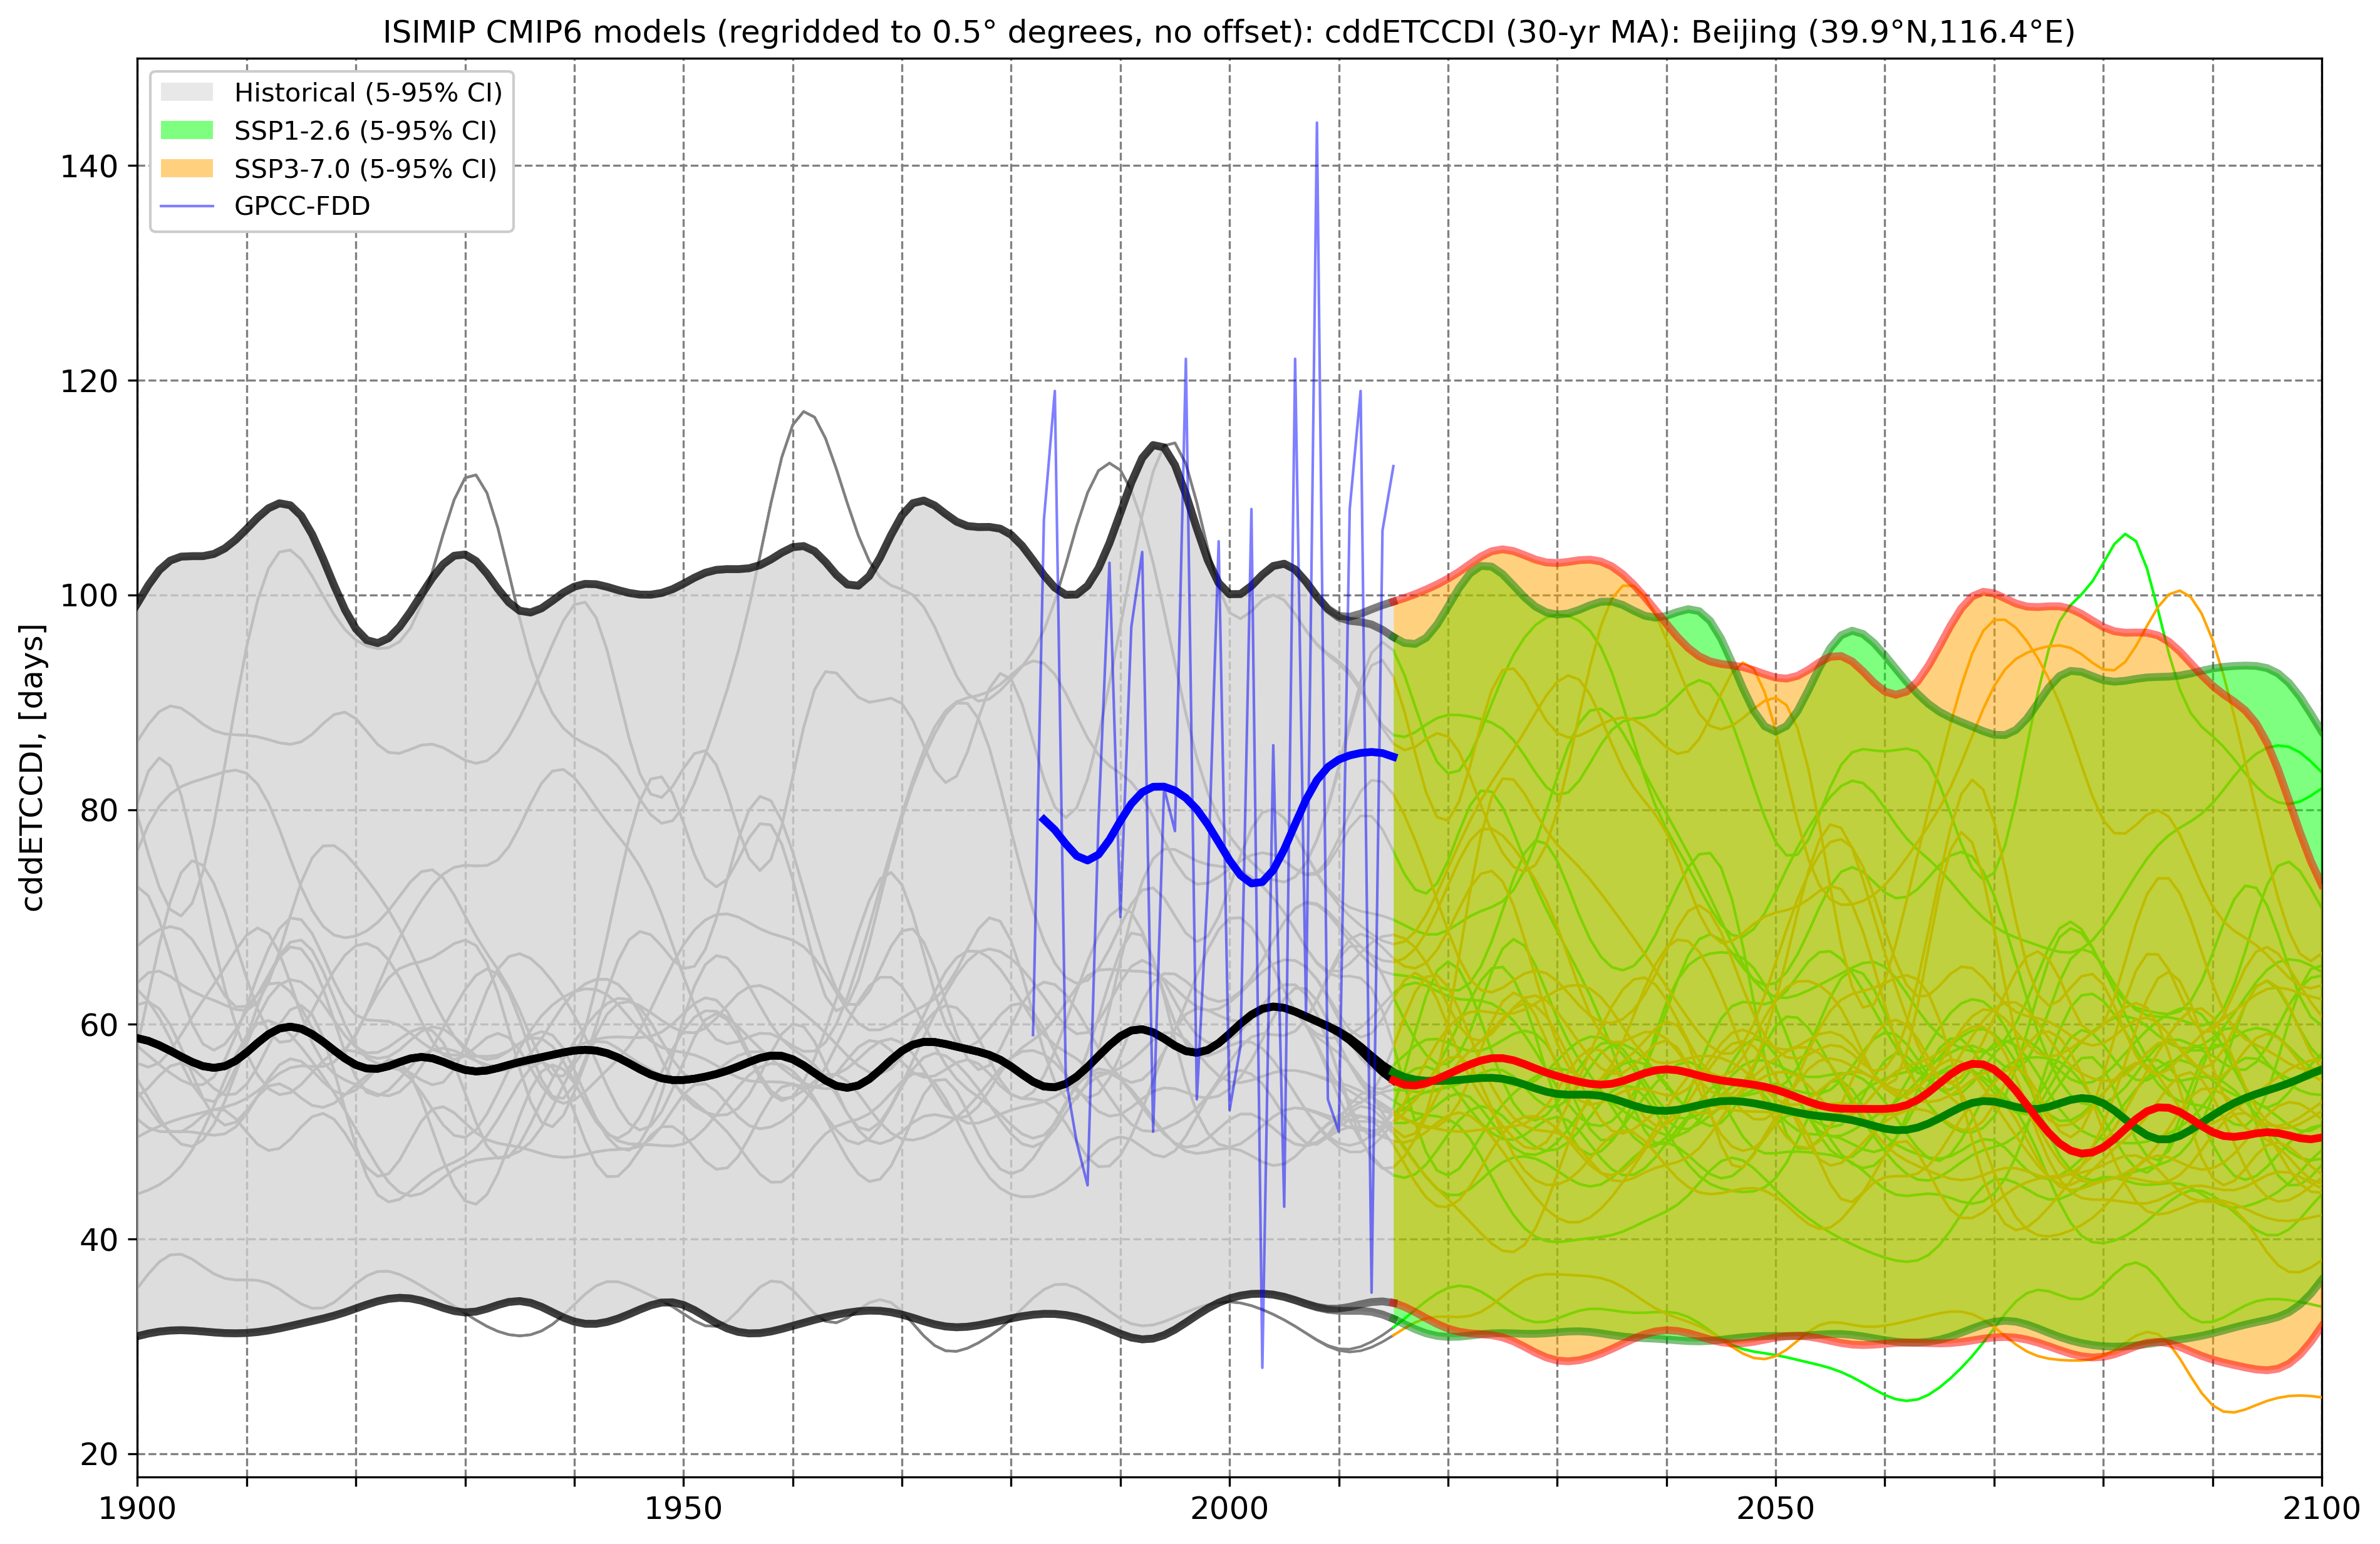 ISIMIP CMIP6 models (regridded to 0.5° degrees, no offset): cddETCCDI (30-yr MA): Beijing (39.9°N,116.4°E)
Historical (5-95% CI)
SSP1-2.6 (5-95% CI)
SSP3-7.0 (5-95% CI)
GPCC-FDD
cddETCCDI, [days]
140
120
100
80
60
40
20
1900 1950 2000 2050 2100